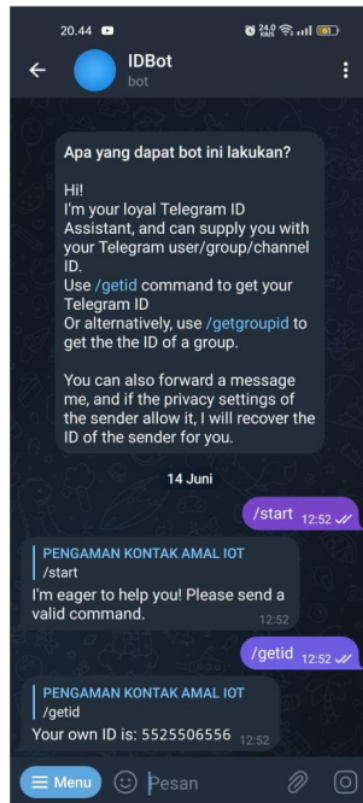 20.44
24.0
KB/S
61
IDBot
bot
Apa yang dapat bot ini lakukan?
Hi!
I'm your loyal Telegram ID
Assistant, and can supply you with
your Telegram user/group/channel
ID.
Use /getid command to get your
Telegram ID
Or alternatively, use /getgroupid to
get the the ID of a group.
You can also forward a message
me, and if the privacy settings of
the sender allow it, I will recover the
ID of the sender for you.
14 Juni
/start 12:52
PENGAMAN KONTAK AMAL IOT
/start
I'm eager to help you! Please send a
valid command.
12:52
/getid 12:52
PENGAMAN KONTAK AMAL IOT
/getid
Your own ID is: 5525506556 12:52
Menu
Pesan